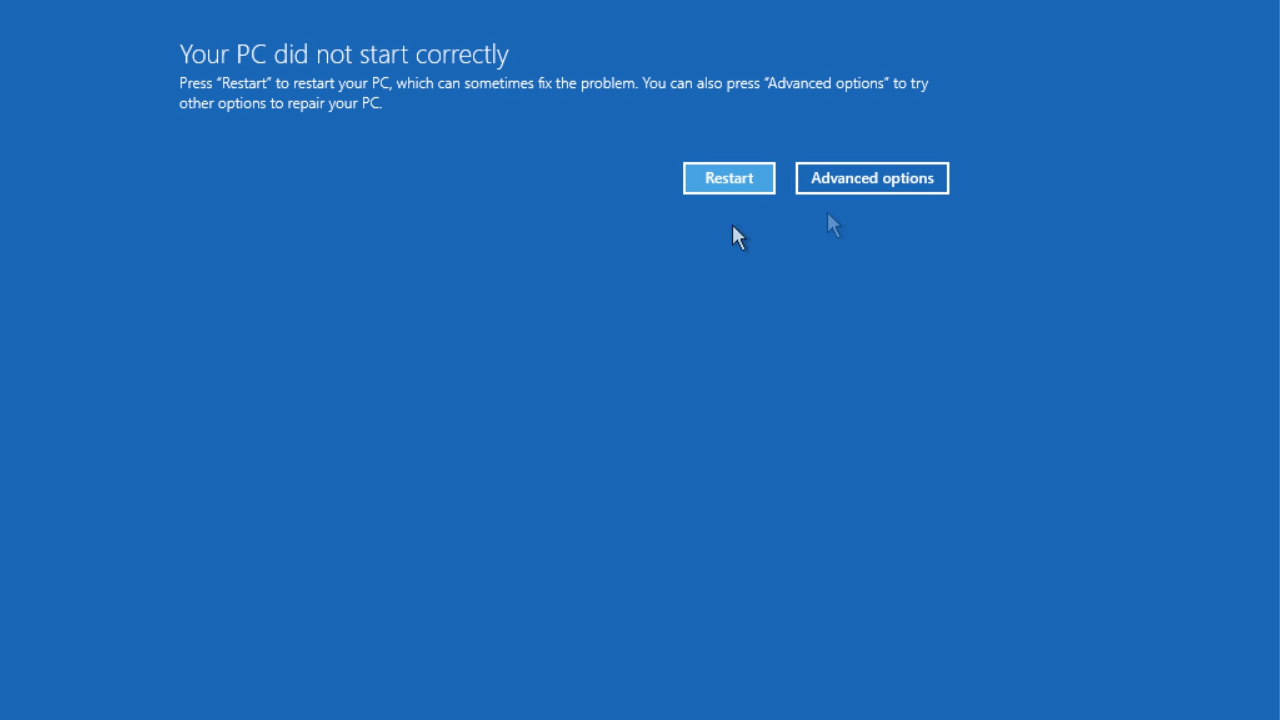 Your PC did not start correctly
Press “Restart” to restart your PC, which can sometimes fix the problem. You can also press “Advanced options” to try
other options to repair your PC.
Restart
Advanced options